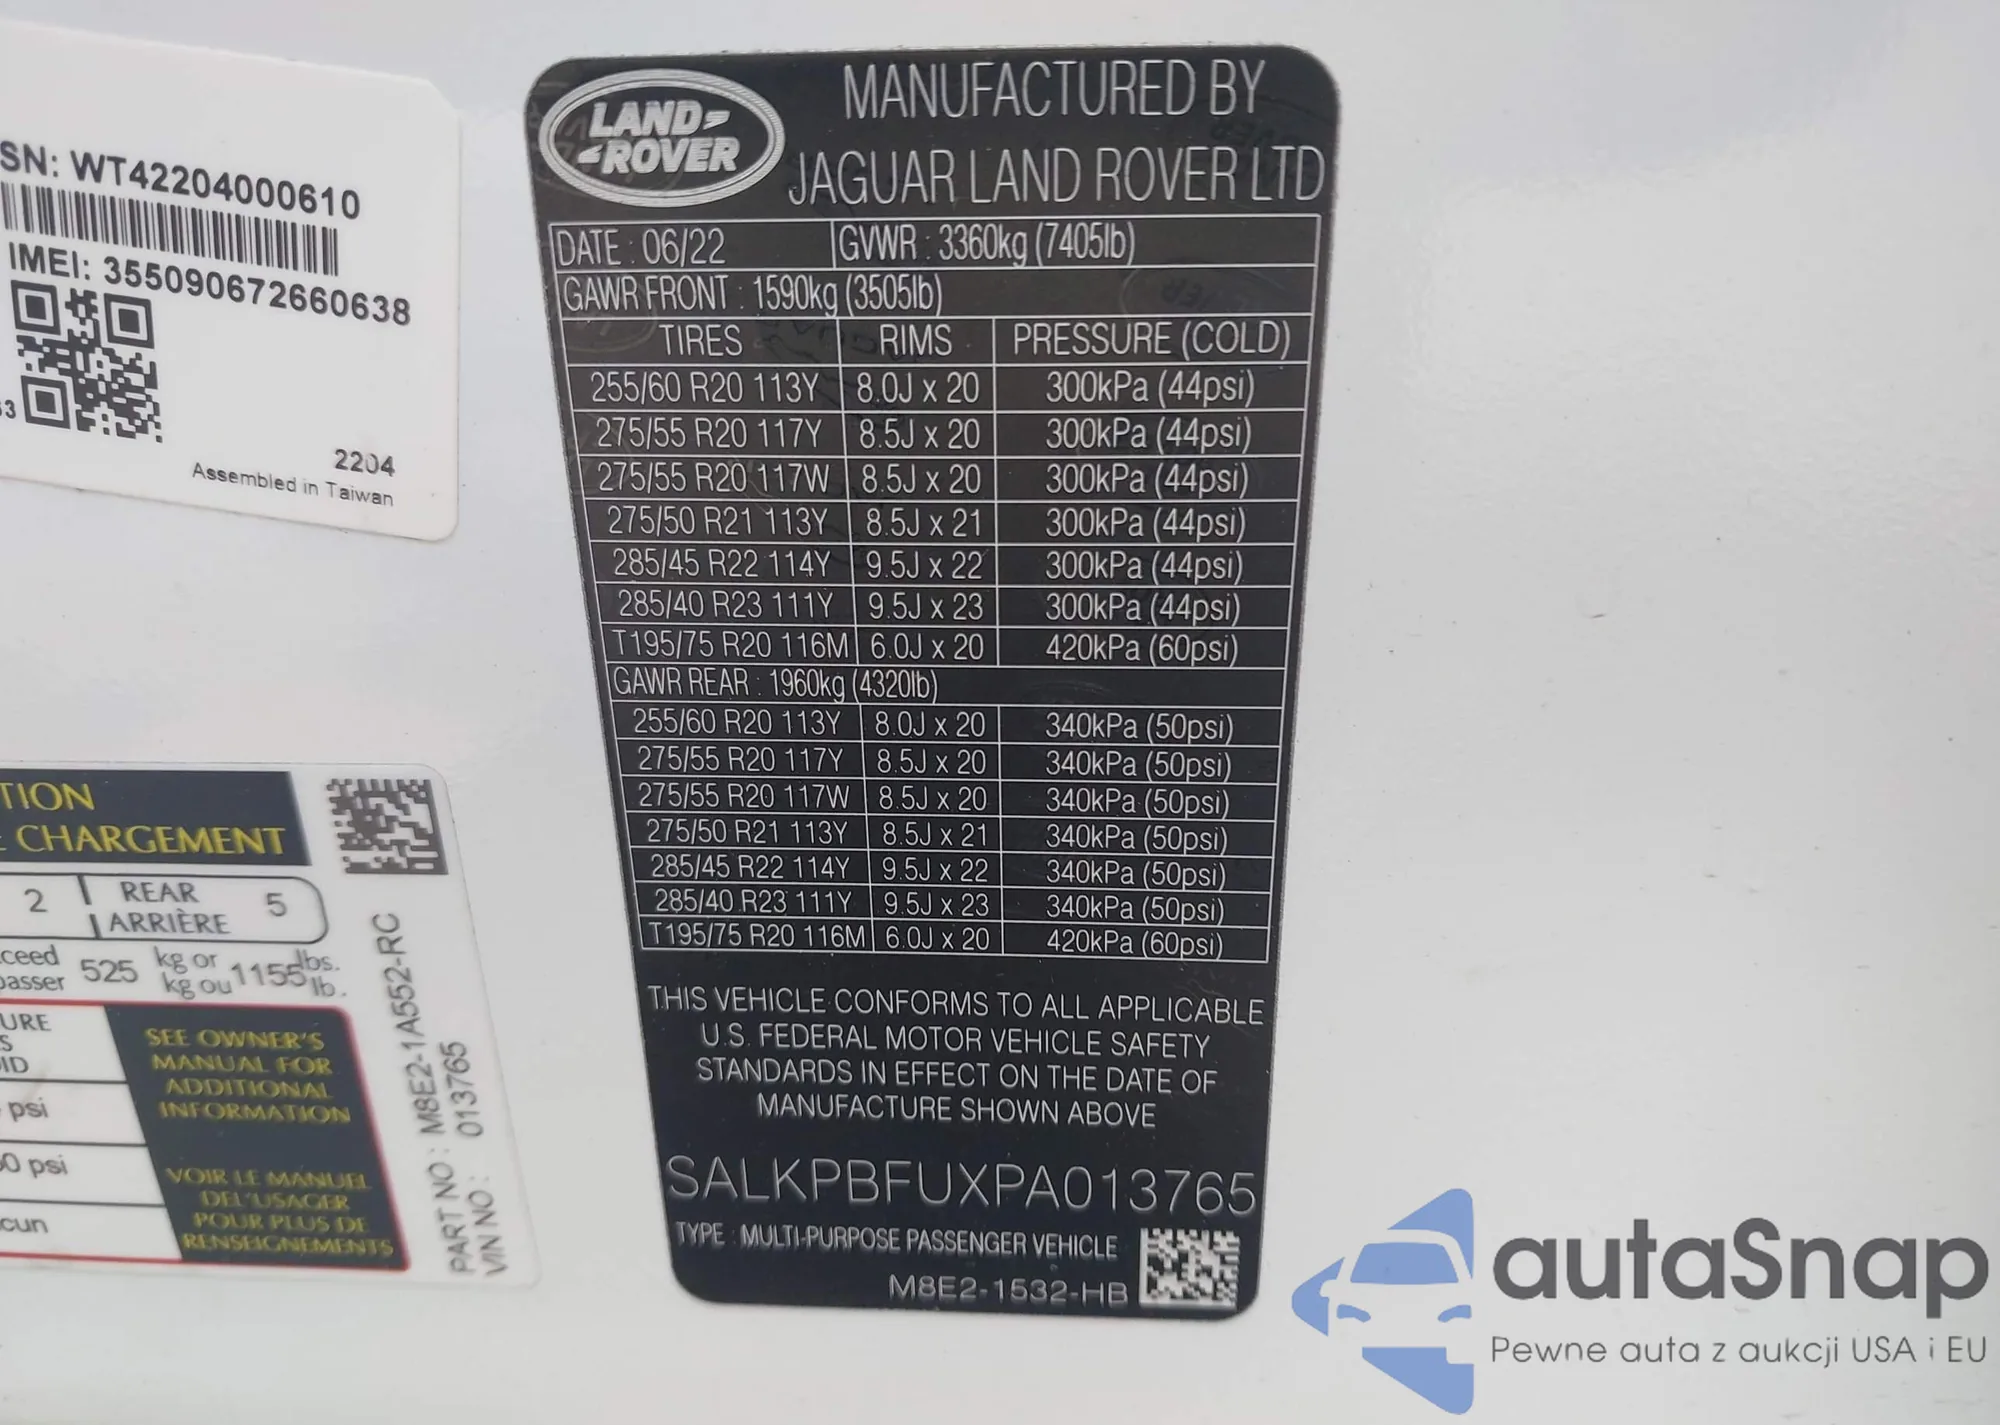 SN: WT42204000610
IMEI: 355090672660638
2204
Assembled in Taiwan
LAND ROVER
MANUFACTURED BY
JAGUAR LAND ROVER LTD
DATE : 06/22 GVWR : 3360kg (7405lb)
GAWR FRONT : 1590kg (3505lb)
TIRES RIMS PRESSURE (COLD)
255/60 R20 113Y 8.0J x 20 300kPa (44psi)
275/55 R20 117Y 8.5J x 20 300kPa (44psi)
275/55 R20 117W 8.5J x 20 300kPa (44psi)
275/50 R21 113Y 8.5J x 21 300kPa (44psi)
285/45 R22 114Y 9.5J x 22 300kPa (44psi)
285/40 R23 111Y 9.5J x 23 300kPa (44psi)
T195/75 R20 116M 6.0J x 20 420kPa (60psi)
GAWR REAR : 1960kg (4320lb)
255/60 R20 113Y 8.0J x 20 340kPa (50psi)
275/55 R20 117Y 8.5J x 20 340kPa (50psi)
275/55 R20 117W 8.5J x 20 340kPa (50psi)
275/50 R21 113Y 8.5J x 21 340kPa (50psi)
285/45 R22 114Y 9.5J x 22 340kPa (50psi)
285/40 R23 111Y 9.5J x 23 340kPa (50psi)
T195/75 R20 116M 6.0J x 20 420kPa (60psi)
THIS VEHICLE CONFORMS TO ALL APPLICABLE
U.S. FEDERAL MOTOR VEHICLE SAFETY
STANDARDS IN EFFECT ON THE DATE OF
MANUFACTURE SHOWN ABOVE
SALKPBFUXPA013765
TYPE : MULTI-PURPOSE PASSENGER VEHICLE
M8E2-1532-HB
TION
CHARGEMENT
2 REAR 5
ARRIÈRE
ceed 525 kg or 1155 lbs.
passer kg ou lb.
URE
S
ID
psi
0 psi
cun
SEE OWNER'S
MANUAL FOR
ADDITIONAL
INFORMATION
VOIR LE MANUEL
DEL'USAGER
POUR PLUS DE
RENSEIGNEMENTS
PART NO : M8E2-1A552-RC
VIN NO : 013765
autaSnap
Pewne auta z aukcji USA i EU